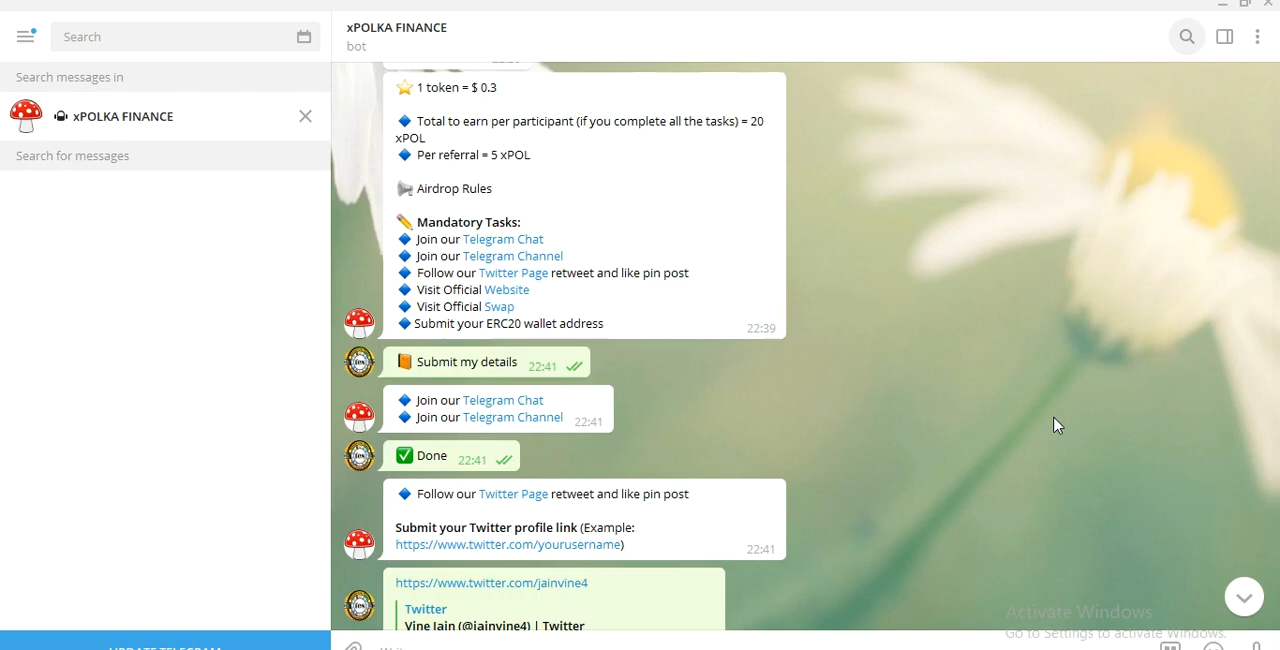 xPOLKA FINANCE
bot
Search
Search messages in
xPOLKA FINANCE
Search for messages
1 token = $ 0.3
Total to earn per participant (if you complete all the tasks) = 20
xPOL
Per referral = 5 xPOL
Airdrop Rules
Mandatory Tasks:
Join our Telegram Chat
Join our Telegram Channel
Follow our Twitter Page retweet and like pin post
Visit Official Website
Visit Official Swap
Submit your ERC20 wallet address
22:39
Submit my details 22:41
Join our Telegram Chat
Join our Telegram Channel 22:41
Done 22:41
Follow our Twitter Page retweet and like pin post
Submit your Twitter profile link (Example:
https://www.twitter.com/yourusername)
22:41
https://www.twitter.com/jainvine4
Twitter
Vine Jain (@jainvine4) | Twitter
Activate Windows
Go to Settings to activate Windows.
UPDATE TELEGRAM